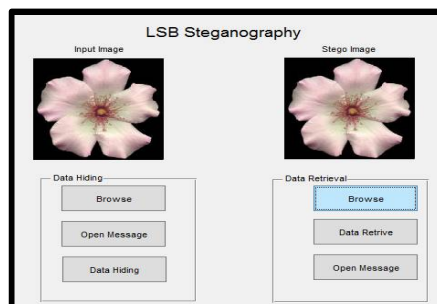 LSB Steganography
Input Image
Stego Image
Data Hiding
Browse
Open Message
Data Hiding
Data Retrieval
Browse
Data Retrive
Open Message